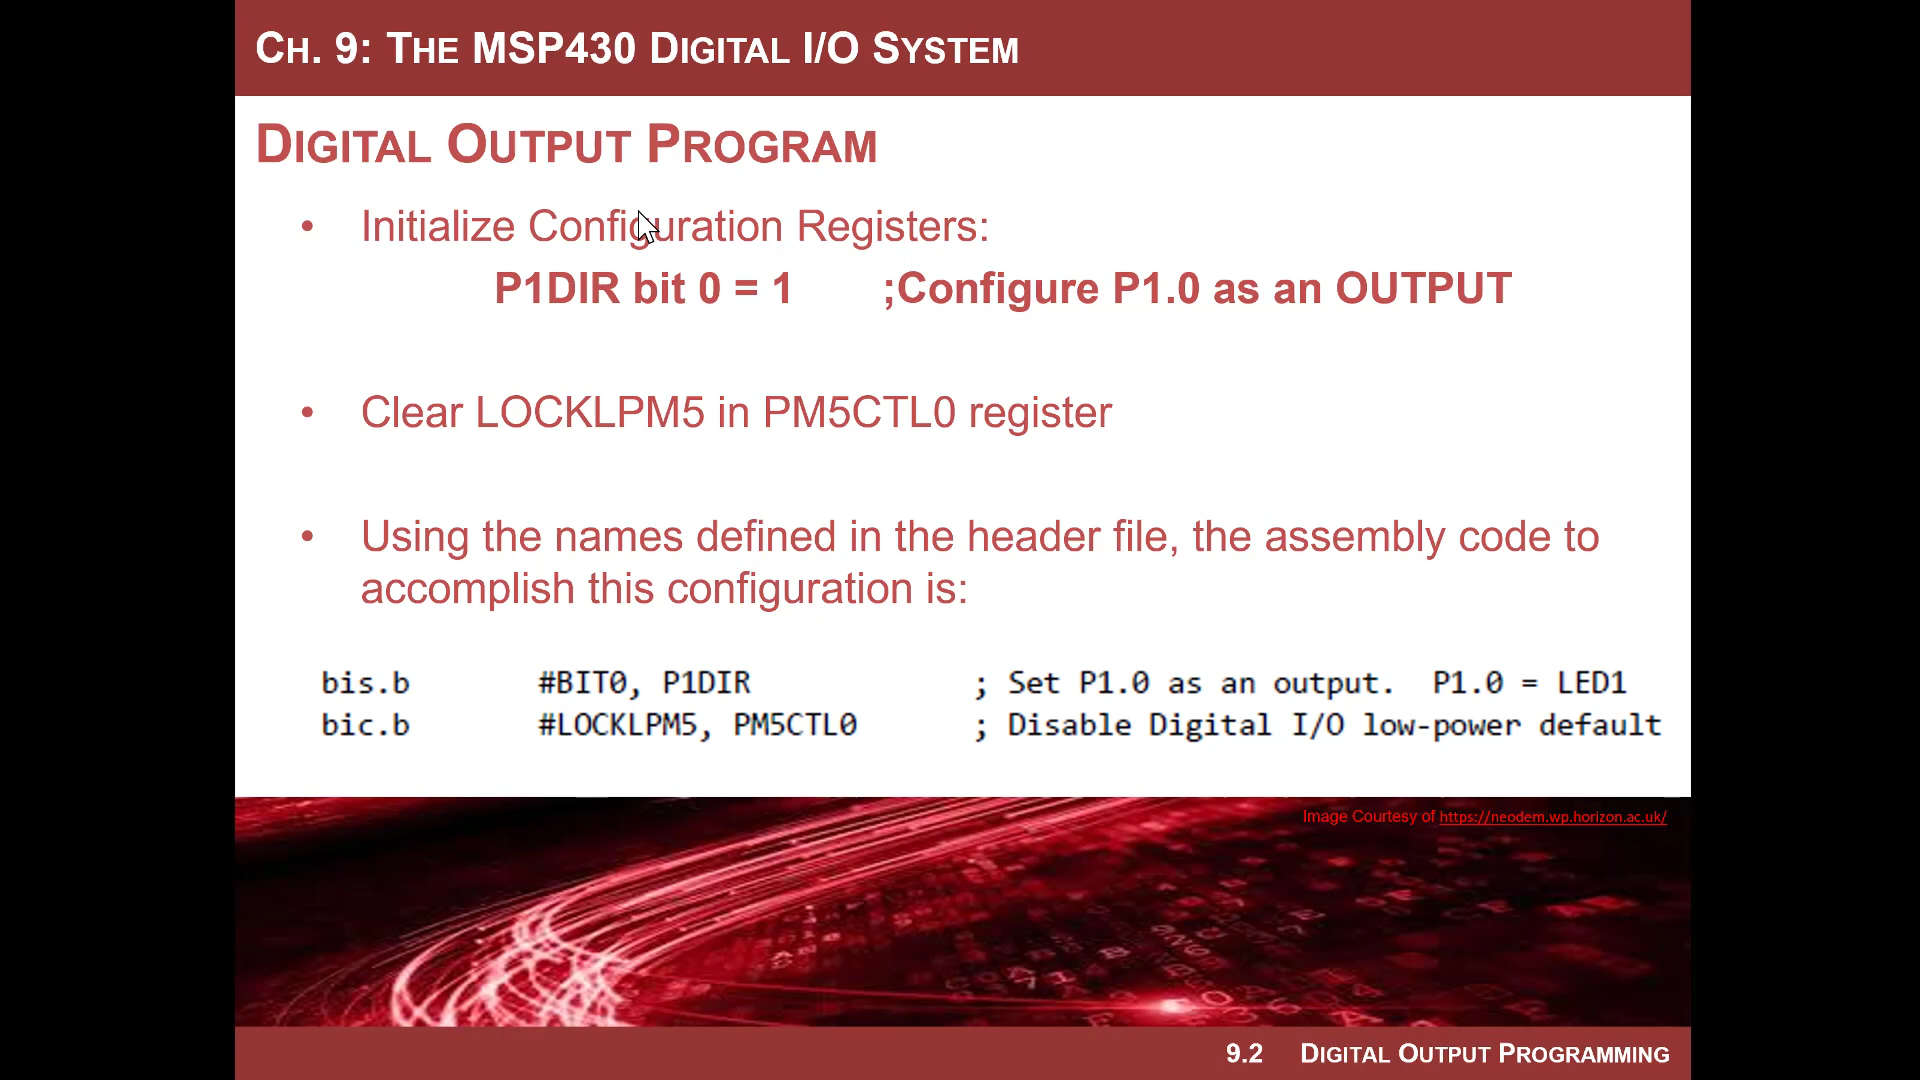 CH. 9: THE MSP430 DIGITAL I/O SYSTEM
DIGITAL OUTPUT PROGRAM
• Initialize Configuration Registers:
P1DIR bit 0 = 1 ;Configure P1.0 as an OUTPUT
• Clear LOCKLPM5 in PM5CTL0 register
• Using the names defined in the header file, the assembly code to
accomplish this configuration is:
bis.b #BIT0, P1DIR ; Set P1.0 as an output. P1.0 = LED1
bic.b #LOCKLPM5, PM5CTL0 ; Disable Digital I/O low-power default
Image Courtesy of https://neodem.wp.horizon.ac.uk/
9.2 DIGITAL OUTPUT PROGRAMMING